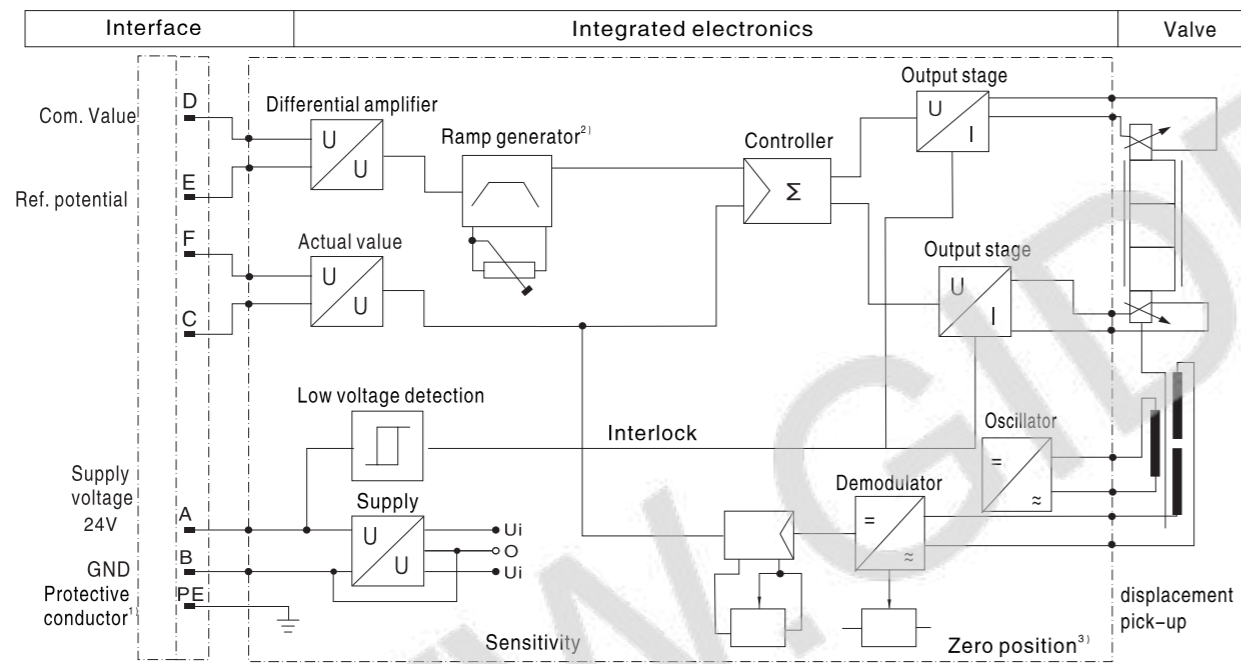 Interface
Integrated electronics
Valve
Output stage
D
Differential amplifier
Com. Value
U
U
Ramp generator²⁾
Controller
U
I
E
Σ
Ref. potential
F
Actual value
U
U
Output stage
U
I
C
Low voltage detection
Interlock
Oscillator
=
≈
Supply
voltage
24V
A
Supply
U
U
Ui
O
Ui
Demodulator
=
≈
GND
B
Protective
conductor¹⁾
PE
Sensitivity
Zero position³⁾
displacement
pick-up